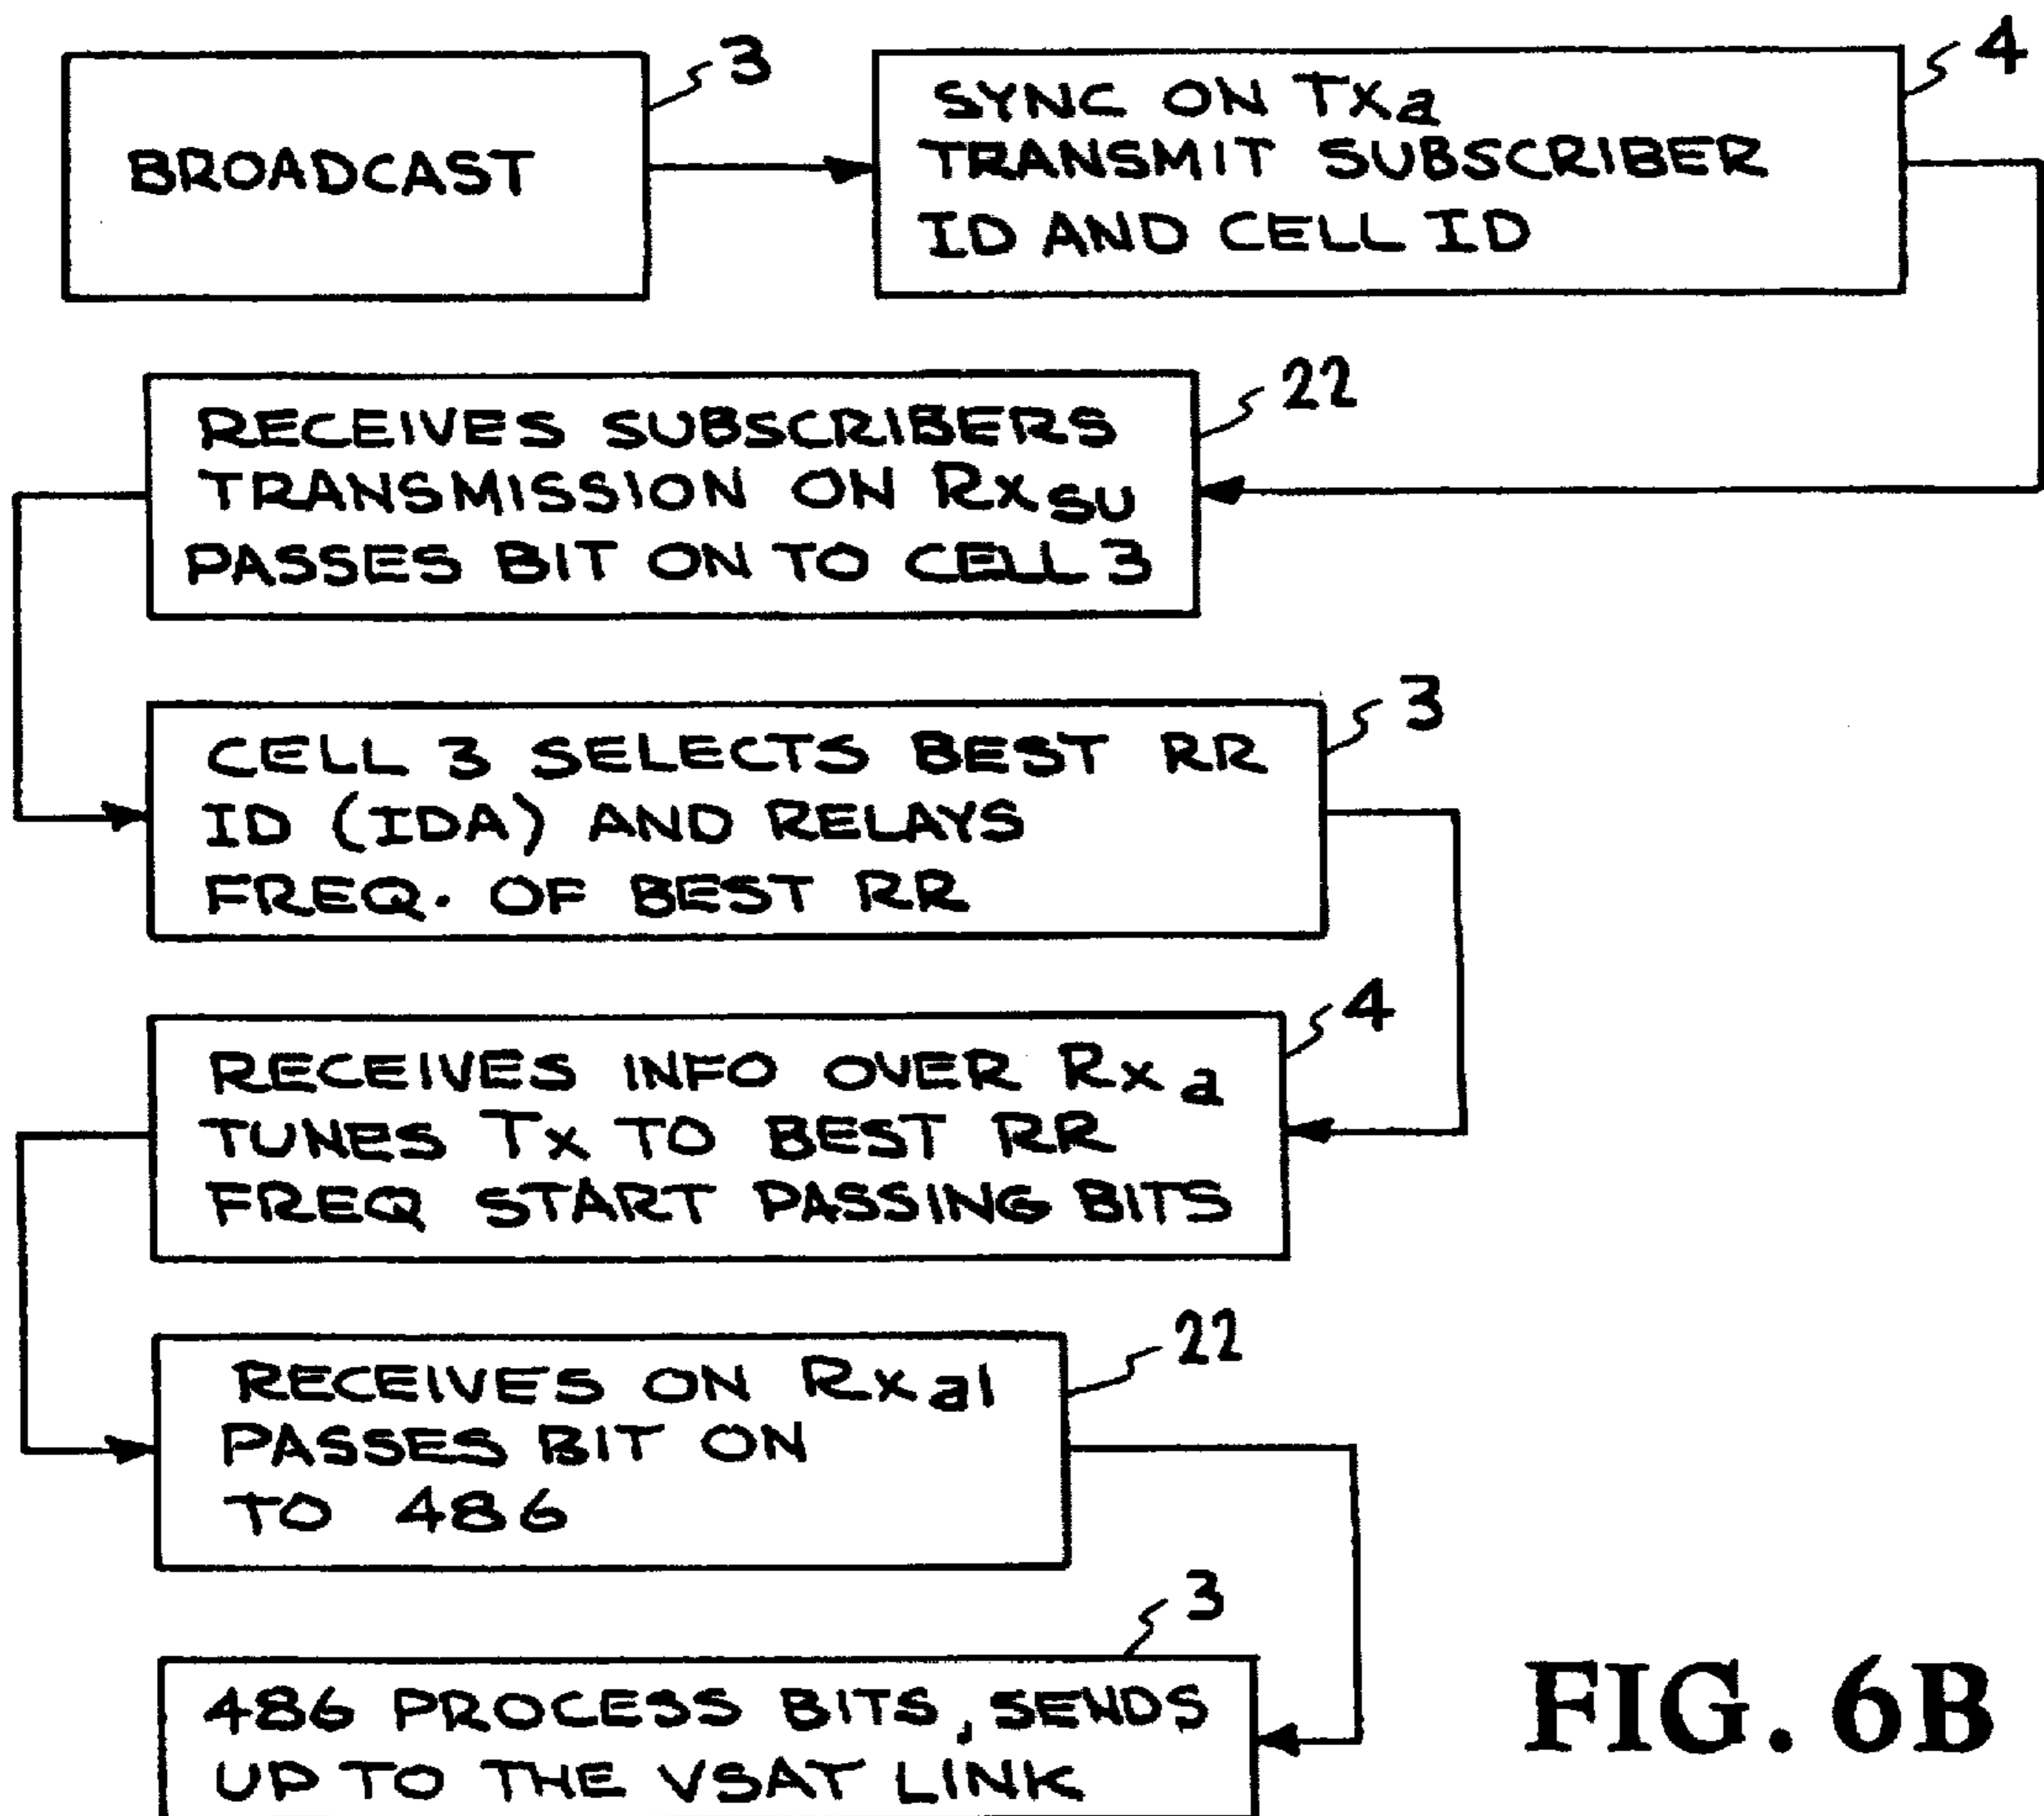 3
BROADCAST
4
SYNC ON Txa
TRANSMIT SUBSCRIBER
ID AND CELL ID
22
RECEIVES SUBSCRIBERS
TRANSMISSION ON RxSU
PASSES BIT ON TO CELL 3
3
CELL 3 SELECTS BEST RR
ID (IDA) AND RELAYS
FREQ. OF BEST RR
4
RECEIVES INFO OVER Rxa
TUNES Tx TO BEST RR
FREQ START PASSING BITS
22
RECEIVES ON Rxa1
PASSES BIT ON
TO 486
3
486 PROCESS BITS, SENDS
UP TO THE VSAT LINK
FIG. 6B